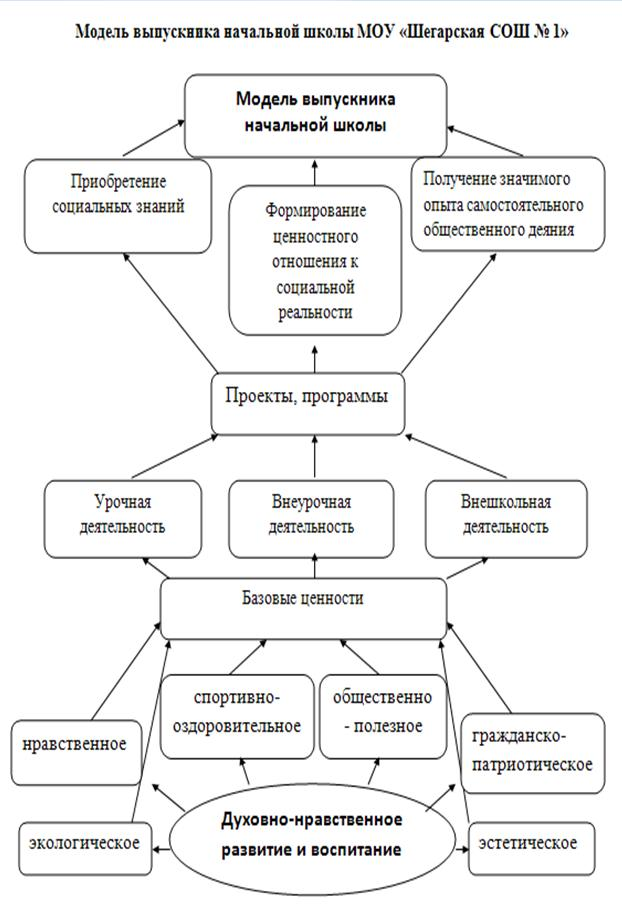 Модель выпускника начальной школы МОУ «Шегарская СОШ № 1»
Модель выпускника
начальной школы
Приобретение
социальных знаний
Формирование
ценностного
отношения к
социальной
реальности
Получение значимого
опыта самостоятельного
общественного деяния
Проекты, программы
Урочная
деятельность
Внеурочная
деятельность
Внешкольная
деятельность
Базовые ценности
нравственное
спортивно-
оздоровительное
общественно
- полезное
гражданско-
патриотическое
экологическое
Духовно-нравственное
развитие и воспитание
эстетическое